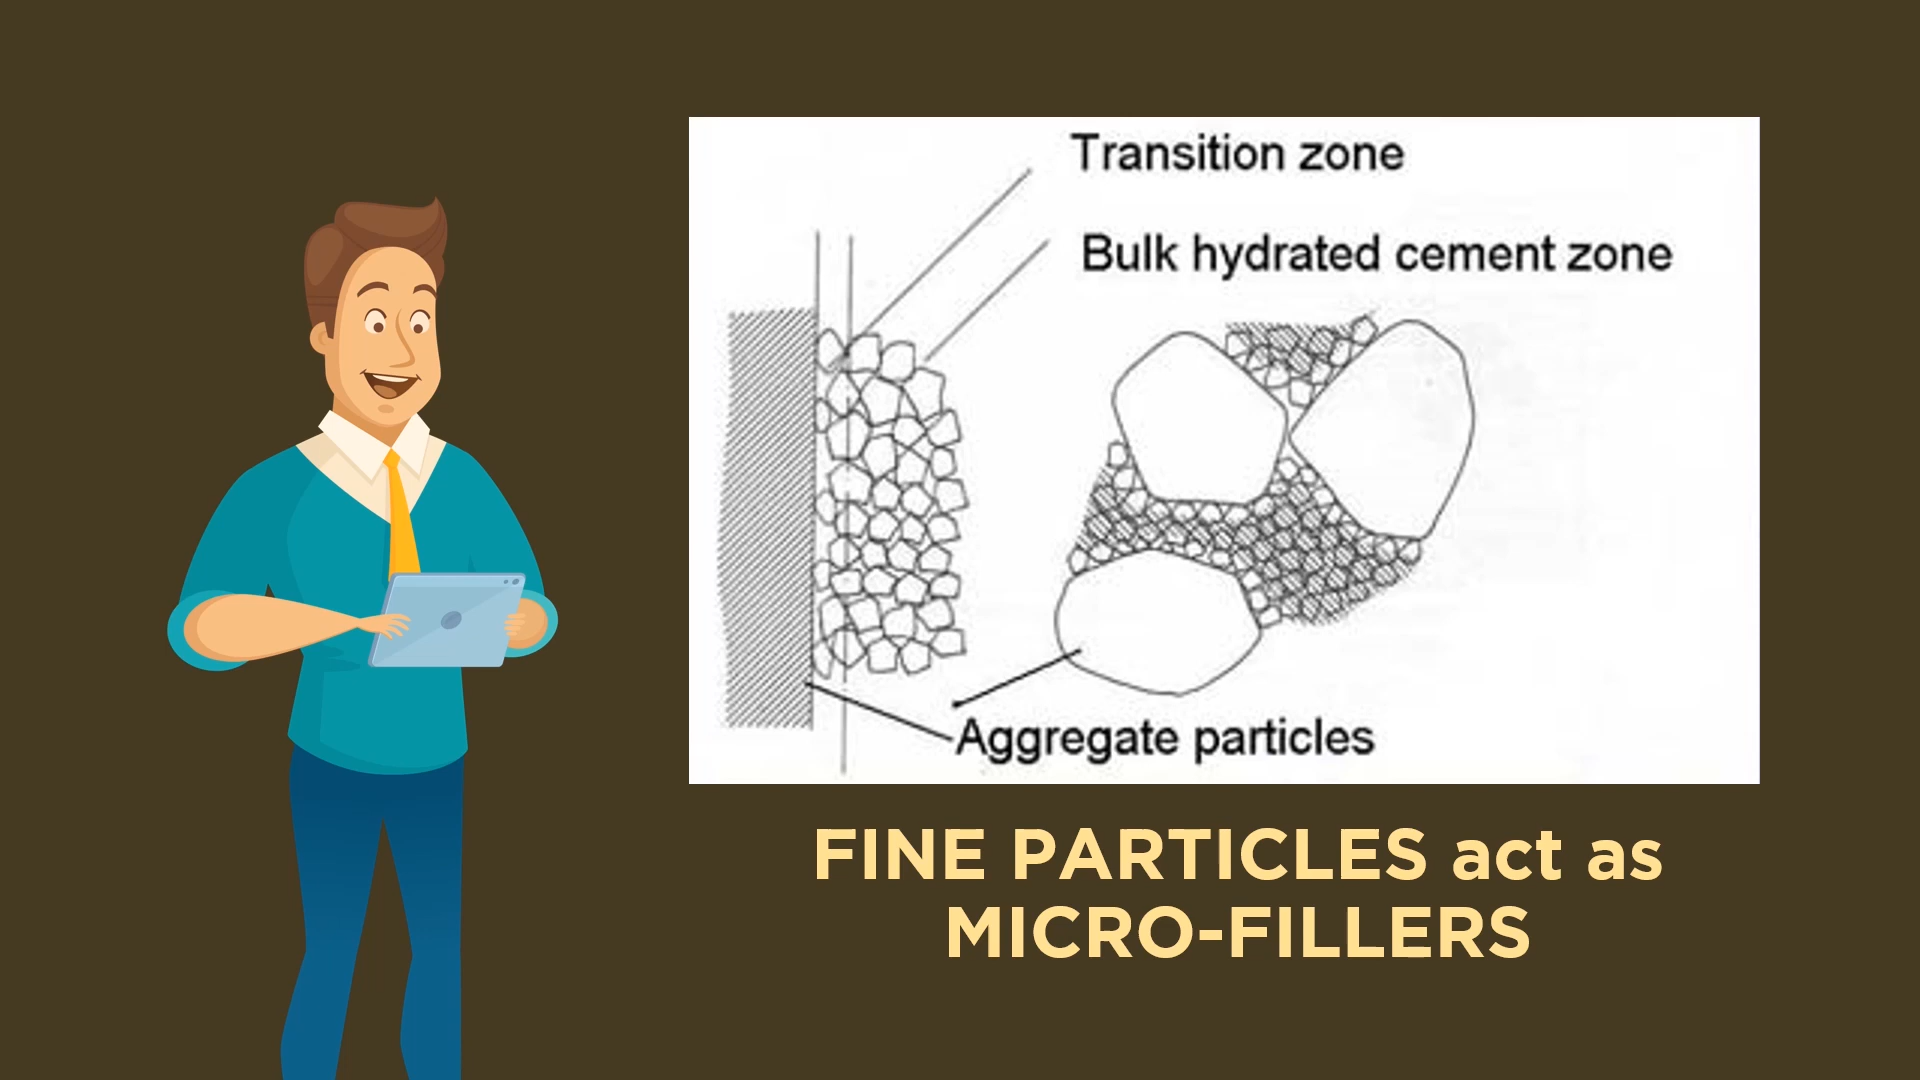 Transition zone
Bulk hydrated cement zone
Aggregate particles
FINE PARTICLES act as
MICRO-FILLERS